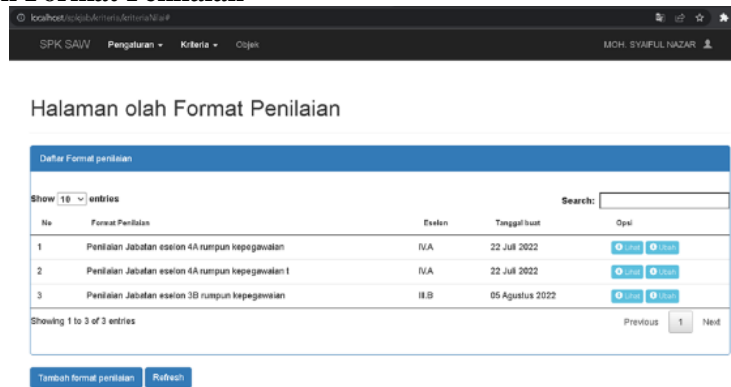 localhost/spkjab/kriteria/kriteriaNilai#
SPK SAW Pengaturan Kriteria Objek MOH. SYAIFUL NAZAR
Halaman olah Format Penilaian
Daftar Format penilaian
Show 10 entries Search:
No Format Penilaian Eselon Tanggal buat Opsi
1 Penilaian Jabatan eselon 4A rumpun kepegawaian IV.A 22 Juli 2022 Lihat Ubah
2 Penilaian Jabatan eselon 4A rumpun kepegawaian t IV.A 22 Juli 2022 Lihat Ubah
3 Penilaian Jabatan eselon 3B rumpun kepegawaian III.B 05 Agustus 2022 Lihat Ubah
Showing 1 to 3 of 3 entries Previous 1 Next
Tambah format penilaian Refresh